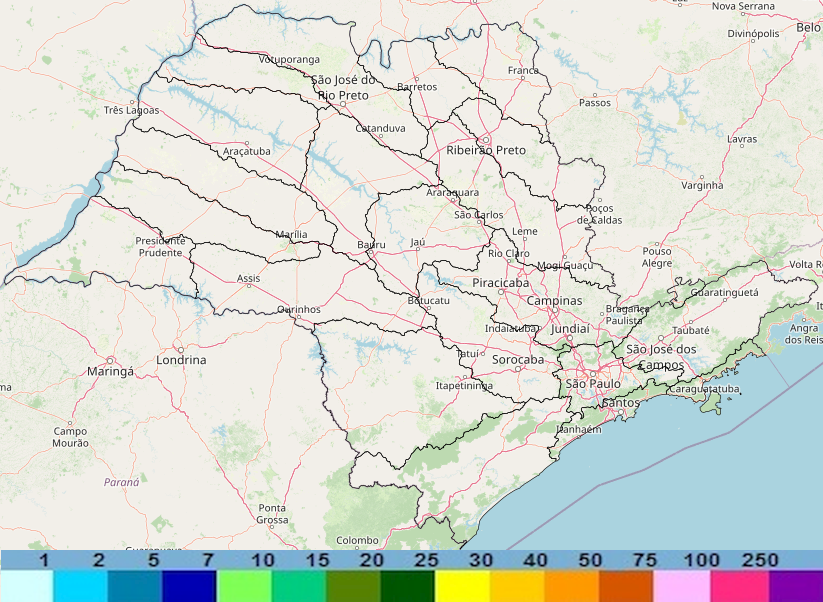 Nova Serrana
Belo
Divinópolis
Votuporanga
Franca
São José do
Rio Preto
Barretos
Passos
Três Lagoas
Catanduva
Lavras
Araçatuba
Ribeirão Preto
Varginha
Araraquara
Poços
de Caldas
São Carlos
Leme
Marília
Presidente
Prudente
Bauru
Jaú
Rio Claro
Mogi Guaçu
Pouso
Alegre
Volta R
Assis
Piracicaba
Guaratinguetá
Botucatu
Campinas
Ourinhos
Bragança
Paulista
Indaiatuba
Jundiaí
Taubaté
Angra
dos Reis
Londrina
Tatuí
Sorocaba
São José dos
Campos
Maringá
Itapetininga
São Paulo
Caraguatatuba
ma
Santos
Itanhaém
Campo
Mourão
Paraná
Ponta
Grossa
Colombo
1 2 5 7 10 15 20 25 30 40 50 75 100 250